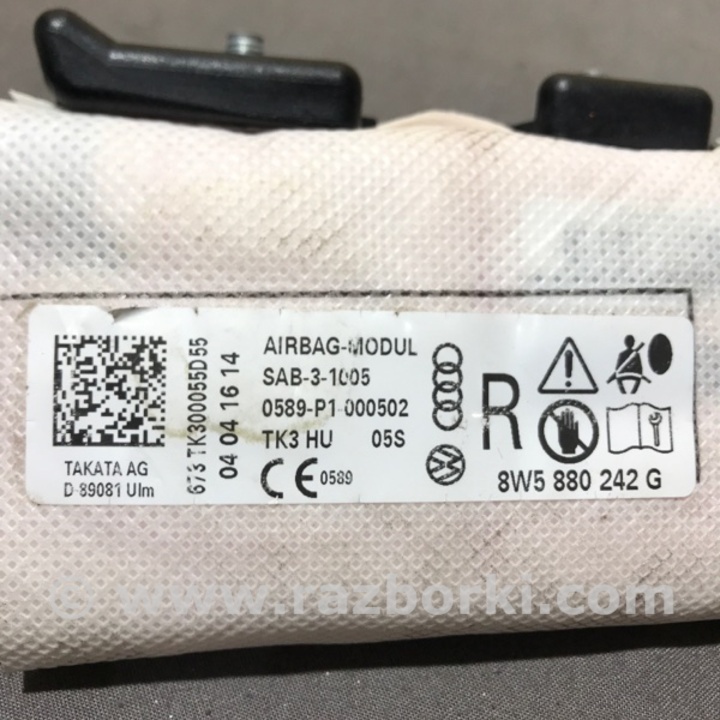 AIRBAG-MODUL
SAB-3-1005
0589-P1-000502
TK3 HU 05S
CE 0589
673 TK300055D55
04 04 16 14
TAKATA AG
D-89081 Ulm
R
8W5 880 242 G
© www.razborki.com